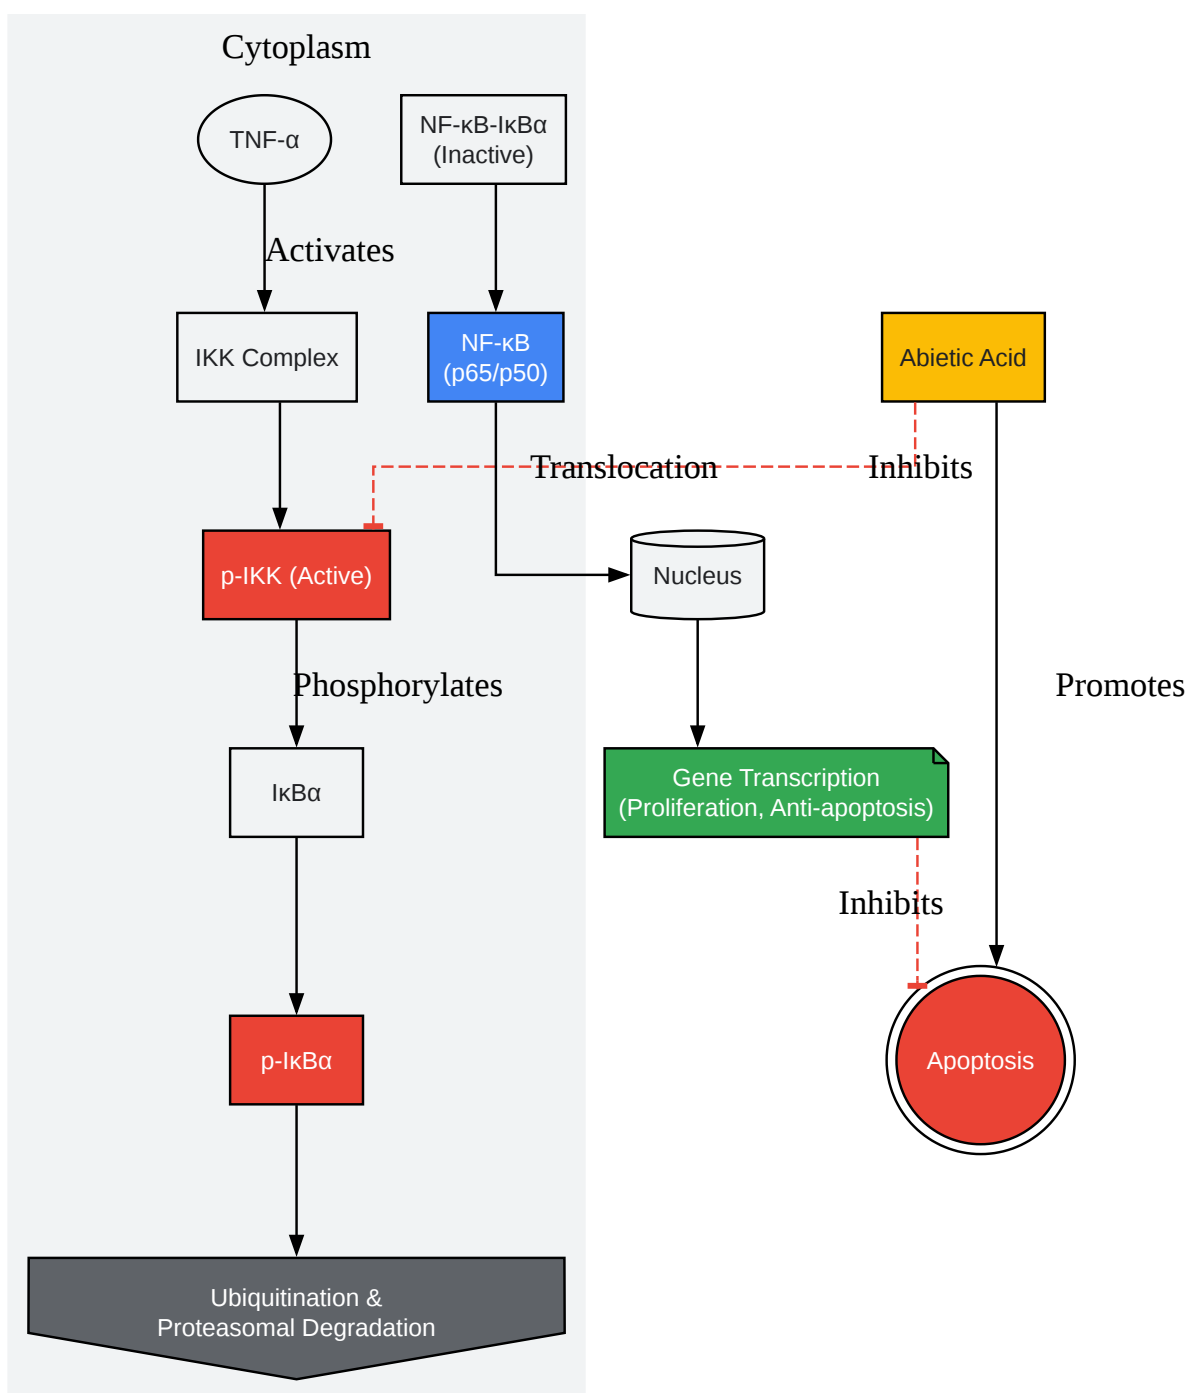 Cytoplasm
TNF-α
NF-κB-IκBα
(Inactive)
Activates
IKK Complex
NF-κB
(p65/p50)
Abietic Acid
Translocation
Inhibits
p-IKK (Active)
Nucleus
Phosphorylates
Promotes
IκBα
Gene Transcription
(Proliferation, Anti-apoptosis)
Inhibits
p-IκBα
Apoptosis
Ubiquitination &
Proteasomal Degradation